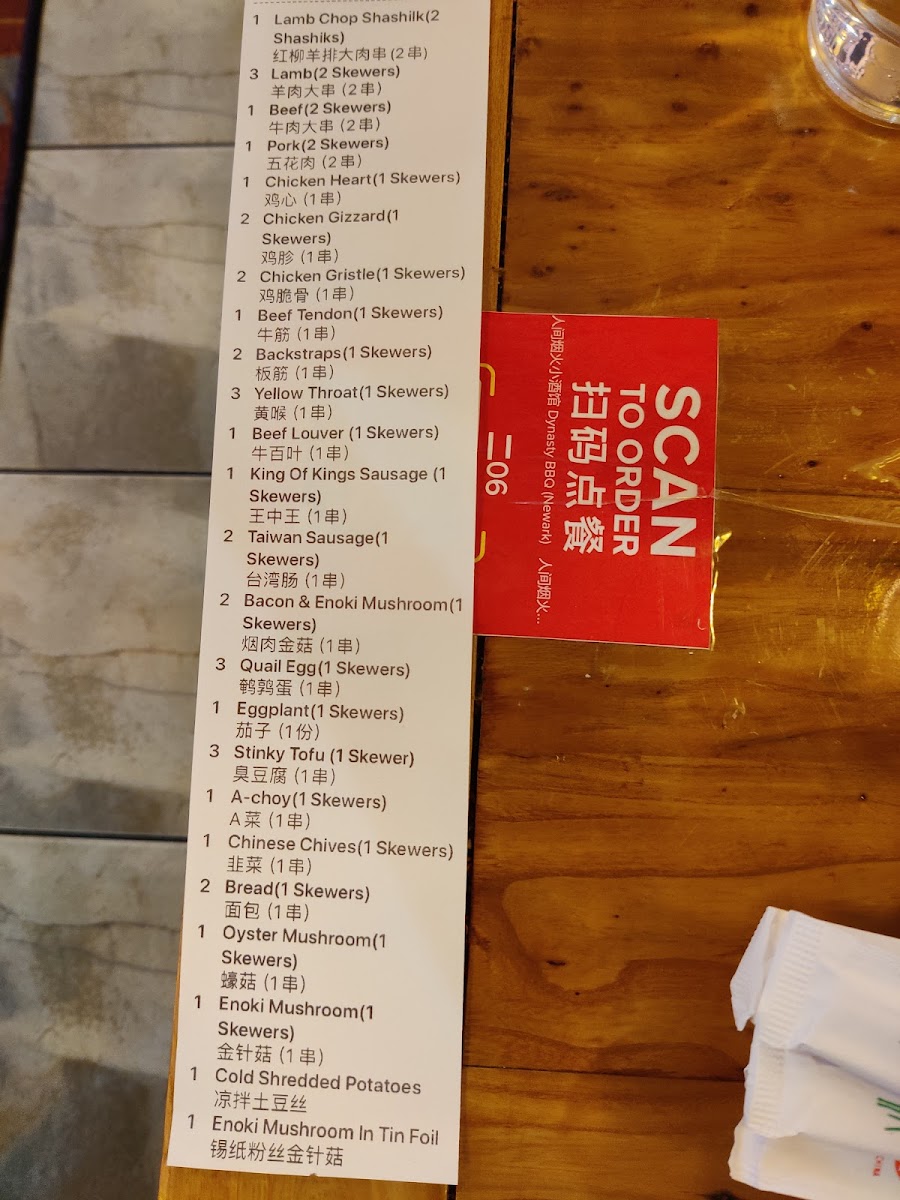 1 Lamb Chop Shashilk(2
Shashiks)
红柳羊排大肉串(2串)
3 Lamb(2 Skewers)
羊肉大串 (2串)
1 Beef(2 Skewers)
牛肉大串 (2串)
1 Pork(2 Skewers)
五花肉 (2串)
1 Chicken Heart(1 Skewers)
鸡心 (1串)
2 Chicken Gizzard(1
Skewers)
鸡胗 (1串)
2 Chicken Gristle(1 Skewers)
鸡脆骨 (1串)
1 Beef Tendon(1 Skewers)
牛筋 (1串)
2 Backstraps(1 Skewers)
板筋 (1串)
3 Yellow Throat(1 Skewers)
黄喉 (1串)
1 Beef Louver (1 Skewers)
牛百叶 (1串)
1 King Of Kings Sausage (1
Skewers)
王中王 (1串)
2 Taiwan Sausage(1
Skewers)
台湾肠 (1串)
2 Bacon & Enoki Mushroom(1
Skewers)
烟肉金菇 (1串)
3 Quail Egg(1 Skewers)
鹌鹑蛋 (1串)
1 Eggplant(1 Skewers)
茄子 (1份)
3 Stinky Tofu (1 Skewer)
臭豆腐 (1串)
1 A-choy(1 Skewers)
A菜 (1串)
1 Chinese Chives(1 Skewers)
韭菜 (1串)
2 Bread(1 Skewers)
面包 (1串)
1 Oyster Mushroom(1
Skewers)
蠔菇 (1串)
1 Enoki Mushroom(1
Skewers)
金针菇 (1串)
1 Cold Shredded Potatoes
凉拌土豆丝
1 Enoki Mushroom In Tin Foil
锡纸粉丝金针菇
SCAN
TO ORDER
扫码点餐
人间烟火小酒馆 Dynasty BBQ (Newark) 人间烟火...
二06
CHINA